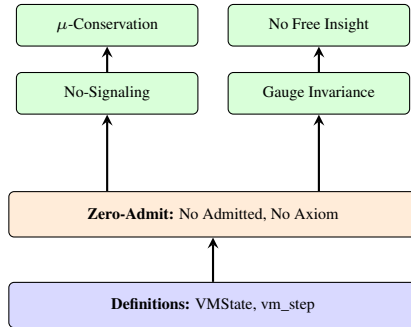 μ-Conservation
No Free Insight
No-Signaling
Gauge Invariance
Zero-Admit: No Admitted, No Axiom
Definitions: VMState, vm_step